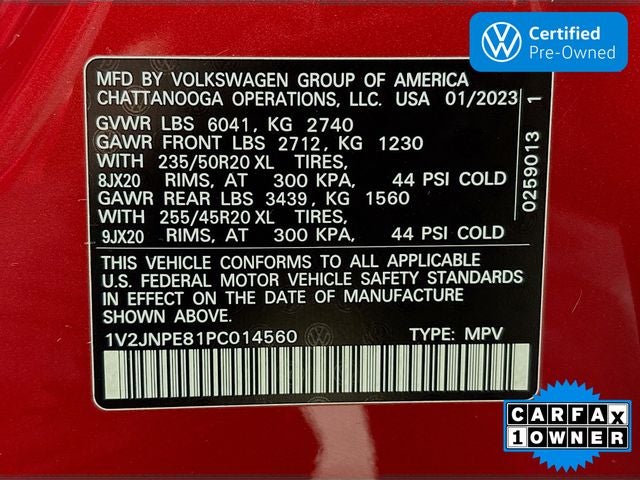 Certified
Pre-Owned
MFD BY VOLKSWAGEN GROUP OF AMERICA
CHATTANOOGA OPERATIONS, LLC. USA 01/2023
GVWR LBS 6041, KG 2740
GAWR FRONT LBS 2712, KG 1230
WITH 235/50R20 XL TIRES,
8JX20 RIMS, AT 300 KPA, 44 PSI COLD
GAWR REAR LBS 3439, KG 1560
WITH 255/45R20 XL TIRES,
9JX20 RIMS, AT 300 KPA, 44 PSI COLD
0259013 1
THIS VEHICLE CONFORMS TO ALL APPLICABLE
U.S. FEDERAL MOTOR VEHICLE SAFETY STANDARDS
IN EFFECT ON THE DATE OF MANUFACTURE
SHOWN ABOVE.
1V2JNPE81PC014560 TYPE: MPV
CARFAX
1 OWNER